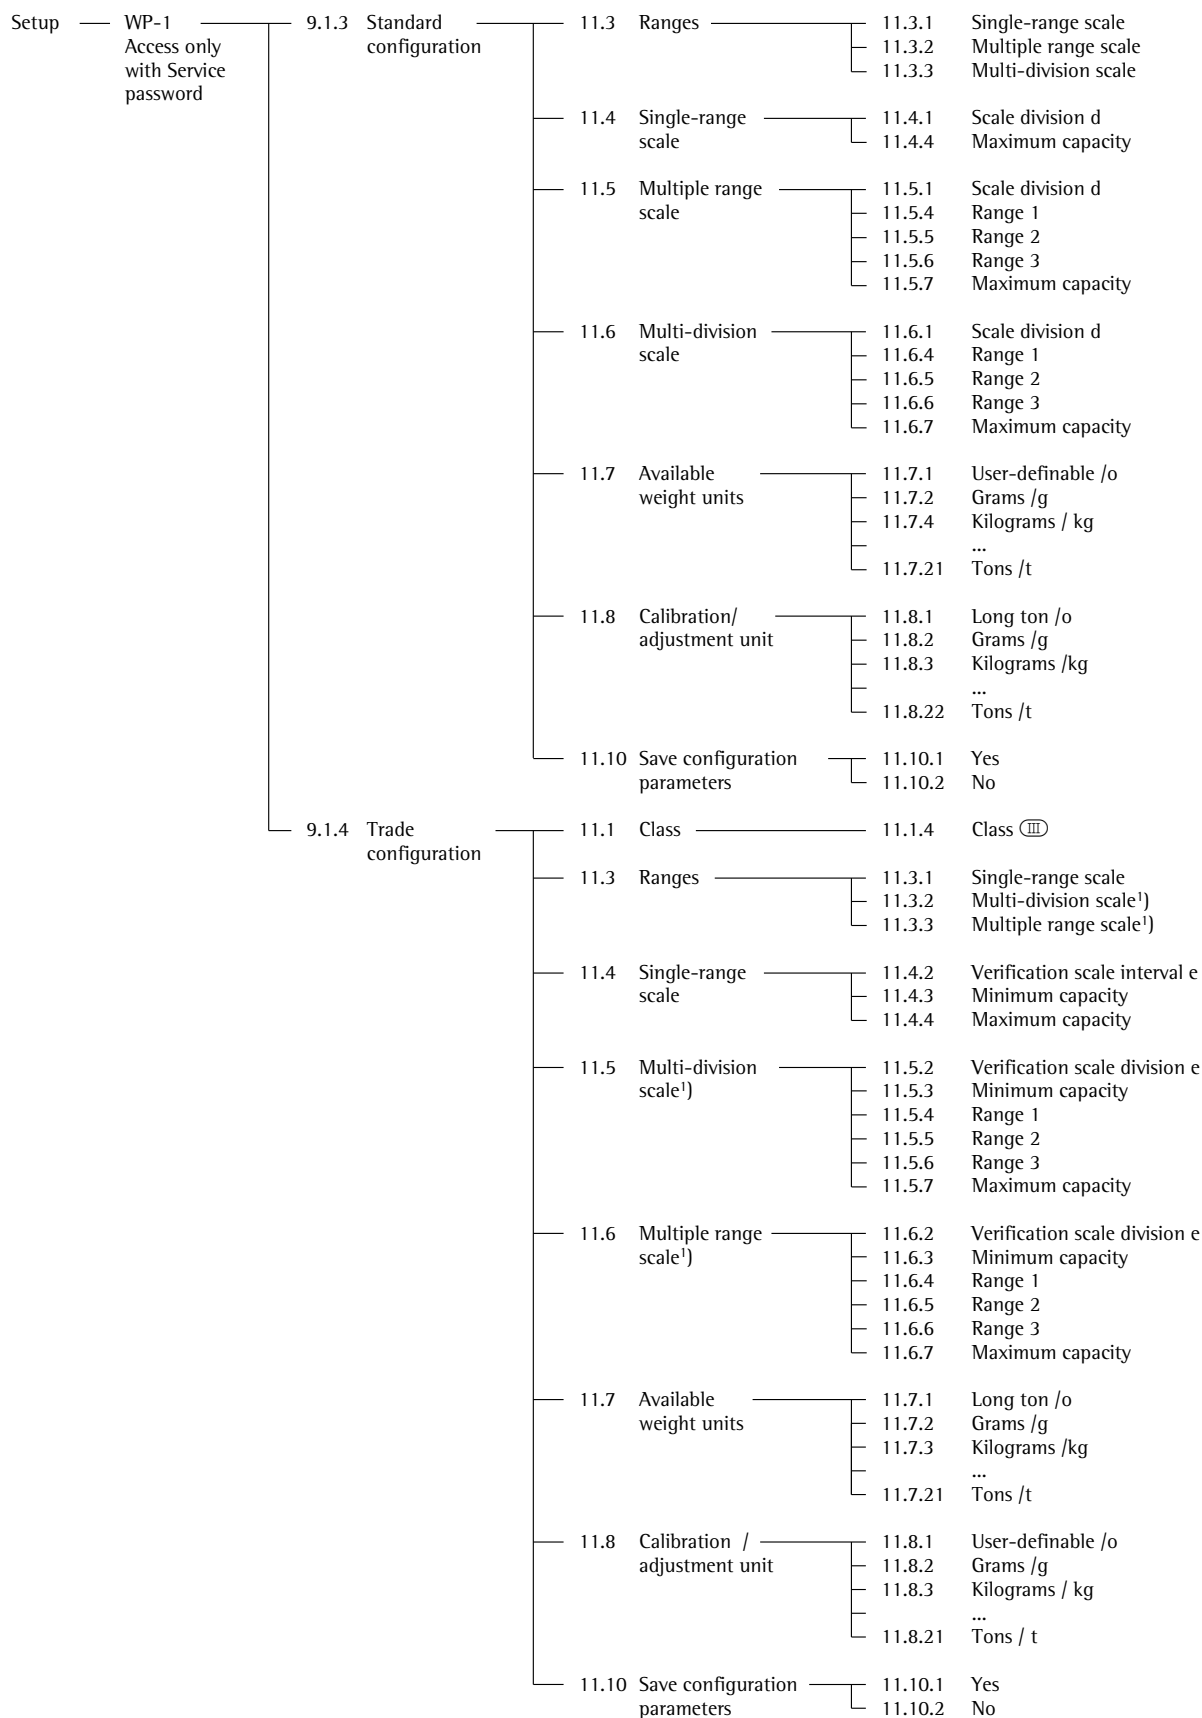 Setup WP-1 9.1.3 Standard 11.3 Ranges 11.3.1 Single-range scale
Access only configuration 11.3.2 Multiple range scale
with Service 11.3.3 Multi-division scale
password
11.4 Single-range 11.4.1 Scale division d
scale 11.4.4 Maximum capacity
11.5 Multiple range 11.5.1 Scale division d
scale 11.5.4 Range 1
11.5.5 Range 2
11.5.6 Range 3
11.5.7 Maximum capacity
11.6 Multi-division 11.6.1 Scale division d
scale 11.6.4 Range 1
11.6.5 Range 2
11.6.6 Range 3
11.6.7 Maximum capacity
11.7 Available 11.7.1 User-definable /o
weight units 11.7.2 Grams /g
11.7.4 Kilograms / kg
...
11.7.21 Tons /t
11.8 Calibration/ 11.8.1 Long ton /o
adjustment unit 11.8.2 Grams /g
11.8.3 Kilograms /kg
...
11.8.22 Tons /t
11.10 Save configuration 11.10.1 Yes
parameters 11.10.2 No
9.1.4 Trade 11.1 Class 11.1.4 Class III
configuration
11.3 Ranges 11.3.1 Single-range scale
11.3.2 Multi-division scale¹)
11.3.3 Multiple range scale¹)
11.4 Single-range 11.4.2 Verification scale interval e
scale 11.4.3 Minimum capacity
11.4.4 Maximum capacity
11.5 Multi-division 11.5.2 Verification scale division e
scale¹) 11.5.3 Minimum capacity
11.5.4 Range 1
11.5.5 Range 2
11.5.6 Range 3
11.5.7 Maximum capacity
11.6 Multiple range 11.6.2 Verification scale division e
scale¹) 11.6.3 Minimum capacity
11.6.4 Range 1
11.6.5 Range 2
11.6.6 Range 3
11.6.7 Maximum capacity
11.7 Available 11.7.1 Long ton /o
weight units 11.7.2 Grams /g
11.7.3 Kilograms /kg
...
11.7.21 Tons /t
11.8 Calibration / 11.8.1 User-definable /o
adjustment unit 11.8.2 Grams /g
11.8.3 Kilograms / kg
...
11.8.21 Tons / t
11.10 Save configuration 11.10.1 Yes
parameters 11.10.2 No